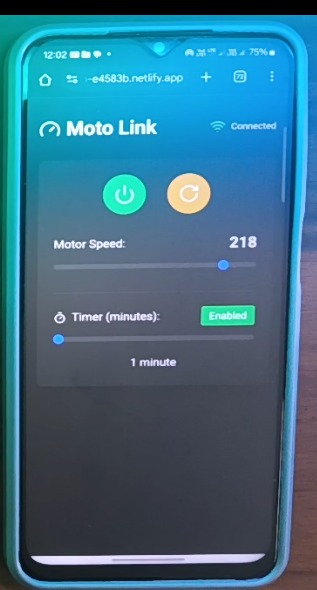 12:02 75%
-e4583b.netlify.app
Moto Link Connected
Motor Speed: 218
Timer (minutes): Enabled
1 minute